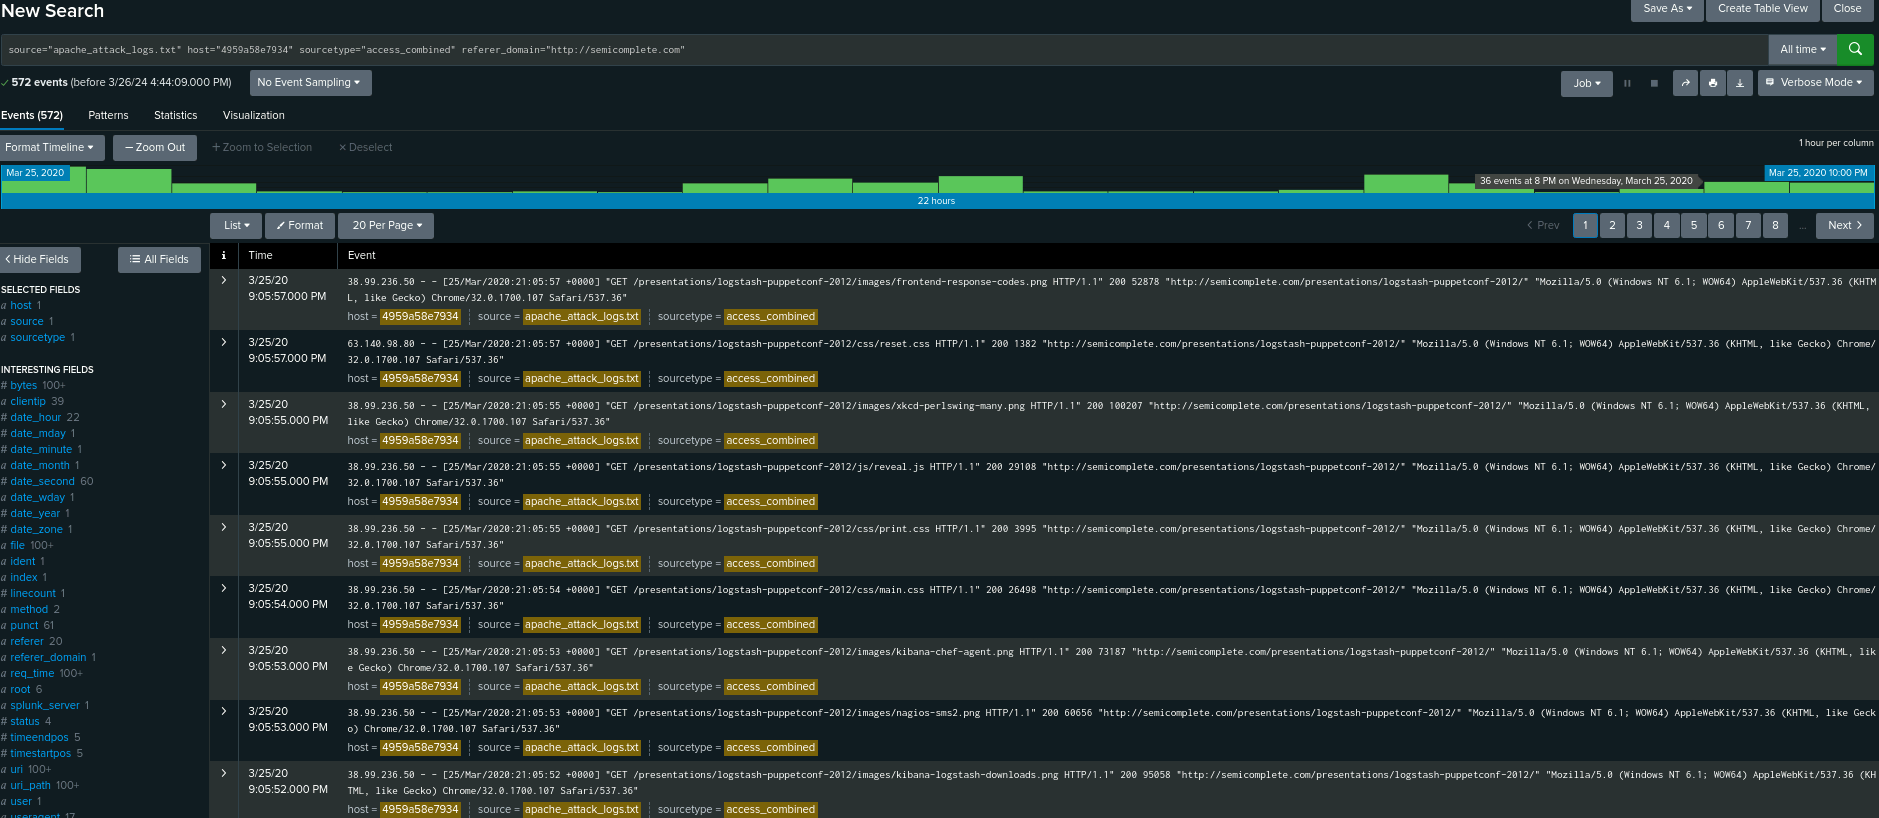 New Search
Save As
Create Table View
Close
source="apache_attack_logs.txt" host="4959a58e7934" sourcetype="access_combined" referer_domain="http://semicomplete.com"
All time
✓ 572 events (before 3/26/24 4:44:09.000 PM)
No Event Sampling
Job
Verbose Mode
Events (572)
Patterns
Statistics
Visualization
Format Timeline
— Zoom Out
+ Zoom to Selection
× Deselect
1 hour per column
Mar 25, 2020
36 events at 8 PM on Wednesday, March 25, 2020
Mar 25, 2020 10:00 PM
22 hours
List
Format
20 Per Page
< Prev
1 2 3 4 5 6 7 8 ...
Next >
< Hide Fields
All Fields
SELECTED FIELDS
a host 1
a source 1
a sourcetype 1
INTERESTING FIELDS
# bytes 100+
a clientip 39
# date_hour 22
# date_mday 1
# date_minute 1
a date_month 1
# date_second 60
a date_wday 1
# date_year 1
# date_zone 1
a file 100+
a ident 1
a index 1
# linecount 1
a method 2
a punct 61
a referer 20
a referer_domain 1
a req_time 100+
a root 6
a splunk_server 1
# status 4
# timeendpos 5
# timestartpos 5
a uri 100+
a uri_path 100+
a user 1
a useragent 17
i
Time
Event
3/25/20
9:05:57.000 PM
38.99.236.50 - - [25/Mar/2020:21:05:57 +0000] "GET /presentations/logstash-puppetconf-2012/images/frontend-response-codes.png HTTP/1.1" 200 52878 "http://semicomplete.com/presentations/logstash-puppetconf-2012/" "Mozilla/5.0 (Windows NT 6.1; WOW64) AppleWebKit/537.36 (KHTM
L, like Gecko) Chrome/32.0.1700.107 Safari/537.36"
host = 4959a58e7934 source = apache_attack_logs.txt sourcetype = access_combined
3/25/20
9:05:57.000 PM
63.140.98.80 - - [25/Mar/2020:21:05:57 +0000] "GET /presentations/logstash-puppetconf-2012/css/reset.css HTTP/1.1" 200 1382 "http://semicomplete.com/presentations/logstash-puppetconf-2012/" "Mozilla/5.0 (Windows NT 6.1; WOW64) AppleWebKit/537.36 (KHTML, like Gecko) Chrome/
32.0.1700.107 Safari/537.36"
host = 4959a58e7934 source = apache_attack_logs.txt sourcetype = access_combined
3/25/20
9:05:55.000 PM
38.99.236.50 - - [25/Mar/2020:21:05:55 +0000] "GET /presentations/logstash-puppetconf-2012/images/xkcd-perlswing-many.png HTTP/1.1" 200 100207 "http://semicomplete.com/presentations/logstash-puppetconf-2012/" "Mozilla/5.0 (Windows NT 6.1; WOW64) AppleWebKit/537.36 (KHTML,
like Gecko) Chrome/32.0.1700.107 Safari/537.36"
host = 4959a58e7934 source = apache_attack_logs.txt sourcetype = access_combined
3/25/20
9:05:55.000 PM
38.99.236.50 - - [25/Mar/2020:21:05:55 +0000] "GET /presentations/logstash-puppetconf-2012/js/reveal.js HTTP/1.1" 200 29108 "http://semicomplete.com/presentations/logstash-puppetconf-2012/" "Mozilla/5.0 (Windows NT 6.1; WOW64) AppleWebKit/537.36 (KHTML, like Gecko) Chrome/
32.0.1700.107 Safari/537.36"
host = 4959a58e7934 source = apache_attack_logs.txt sourcetype = access_combined
3/25/20
9:05:55.000 PM
38.99.236.50 - - [25/Mar/2020:21:05:55 +0000] "GET /presentations/logstash-puppetconf-2012/css/print.css HTTP/1.1" 200 3995 "http://semicomplete.com/presentations/logstash-puppetconf-2012/" "Mozilla/5.0 (Windows NT 6.1; WOW64) AppleWebKit/537.36 (KHTML, like Gecko) Chrome/
32.0.1700.107 Safari/537.36"
host = 4959a58e7934 source = apache_attack_logs.txt sourcetype = access_combined
3/25/20
9:05:54.000 PM
38.99.236.50 - - [25/Mar/2020:21:05:54 +0000] "GET /presentations/logstash-puppetconf-2012/css/main.css HTTP/1.1" 200 26498 "http://semicomplete.com/presentations/logstash-puppetconf-2012/" "Mozilla/5.0 (Windows NT 6.1; WOW64) AppleWebKit/537.36 (KHTML, like Gecko) Chrome/
32.0.1700.107 Safari/537.36"
host = 4959a58e7934 source = apache_attack_logs.txt sourcetype = access_combined
3/25/20
9:05:53.000 PM
38.99.236.50 - - [25/Mar/2020:21:05:53 +0000] "GET /presentations/logstash-puppetconf-2012/images/kibana-chef-agent.png HTTP/1.1" 200 73187 "http://semicomplete.com/presentations/logstash-puppetconf-2012/" "Mozilla/5.0 (Windows NT 6.1; WOW64) AppleWebKit/537.36 (KHTML, lik
e Gecko) Chrome/32.0.1700.107 Safari/537.36"
host = 4959a58e7934 source = apache_attack_logs.txt sourcetype = access_combined
3/25/20
9:05:53.000 PM
38.99.236.50 - - [25/Mar/2020:21:05:53 +0000] "GET /presentations/logstash-puppetconf-2012/images/nagios-sms2.png HTTP/1.1" 200 60656 "http://semicomplete.com/presentations/logstash-puppetconf-2012/" "Mozilla/5.0 (Windows NT 6.1; WOW64) AppleWebKit/537.36 (KHTML, like Geck
o) Chrome/32.0.1700.107 Safari/537.36"
host = 4959a58e7934 source = apache_attack_logs.txt sourcetype = access_combined
3/25/20
9:05:52.000 PM
38.99.236.50 - - [25/Mar/2020:21:05:52 +0000] "GET /presentations/logstash-puppetconf-2012/images/kibana-logstash-downloads.png HTTP/1.1" 200 95058 "http://semicomplete.com/presentations/logstash-puppetconf-2012/" "Mozilla/5.0 (Windows NT 6.1; WOW64) AppleWebKit/537.36 (KH
TML, like Gecko) Chrome/32.0.1700.107 Safari/537.36"
host = 4959a58e7934 source = apache_attack_logs.txt sourcetype = access_combined